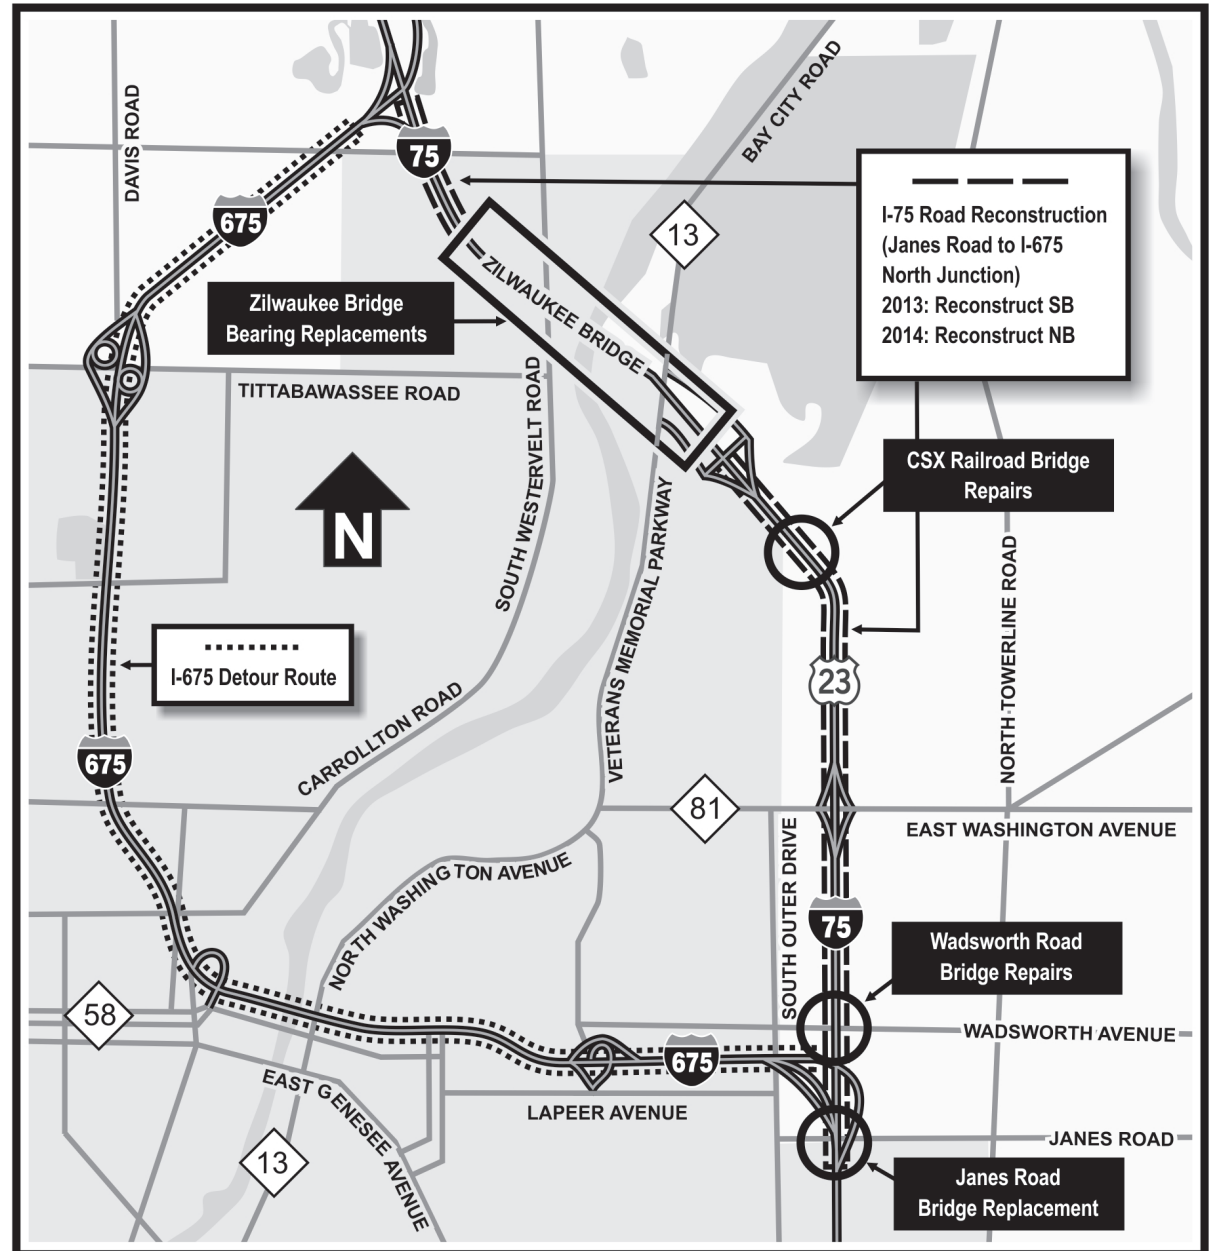 DAVIS ROAD
BAY CITY ROAD
75
675
13
I-75 Road Reconstruction
(Janes Road to I-675
North Junction)
2013: Reconstruct SB
2014: Reconstruct NB
ZILWAUKEE BRIDGE
Zilwaukee Bridge
Bearing Replacements
TITTABAWASSEE ROAD
SOUTH WESTERVELT ROAD
CSX Railroad Bridge
Repairs
N
VETERANS MEMORIAL PARKWAY
NORTH TOWERLINE ROAD
I-675 Detour Route
23
CARROLLTON ROAD
675
81
EAST WASHINGTON AVENUE
SOUTH OUTER DRIVE
NORTH WASHINGTON AVENUE
75
Wadsworth Road
Bridge Repairs
58
WADSWORTH AVENUE
675
EAST GENESEE AVENUE
LAPEER AVENUE
JANES ROAD
13
Janes Road
Bridge Replacement